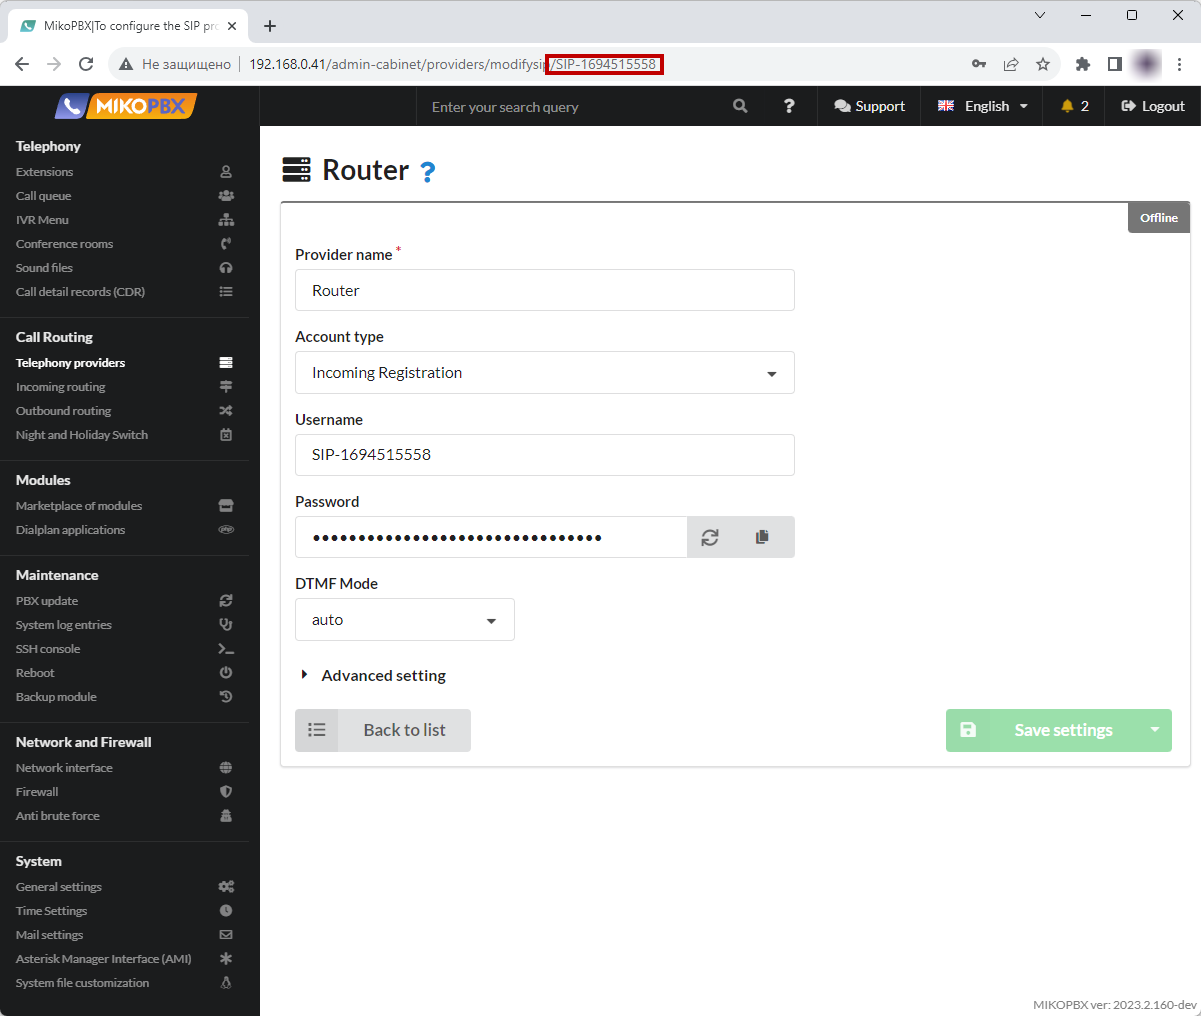 MikoPBX|To configure the SIP pro
Не защищено 192.168.0.41/admin-cabinet/providers/modifysip/SIP-1694515558
MIKOPBX
Enter your search query
?
Support
English
2
Logout
Telephony
Extensions
Call queue
IVR Menu
Conference rooms
Sound files
Call detail records (CDR)
Call Routing
Telephony providers
Incoming routing
Outbound routing
Night and Holiday Switch
Modules
Marketplace of modules
Dialplan applications
php
Maintenance
PBX update
System log entries
SSH console
Reboot
Backup module
Network and Firewall
Network interface
Firewall
Anti brute force
System
General settings
Time Settings
Mail settings
Asterisk Manager Interface (AMI)
System file customization
Router ?
Offline
Provider name *
Router
Account type
Incoming Registration
Username
SIP-1694515558
Password
••••••••••••••••••••••••••••••••
DTMF Mode
auto
Advanced setting
Back to list
Save settings
MIKOPBX ver: 2023.2.160-dev